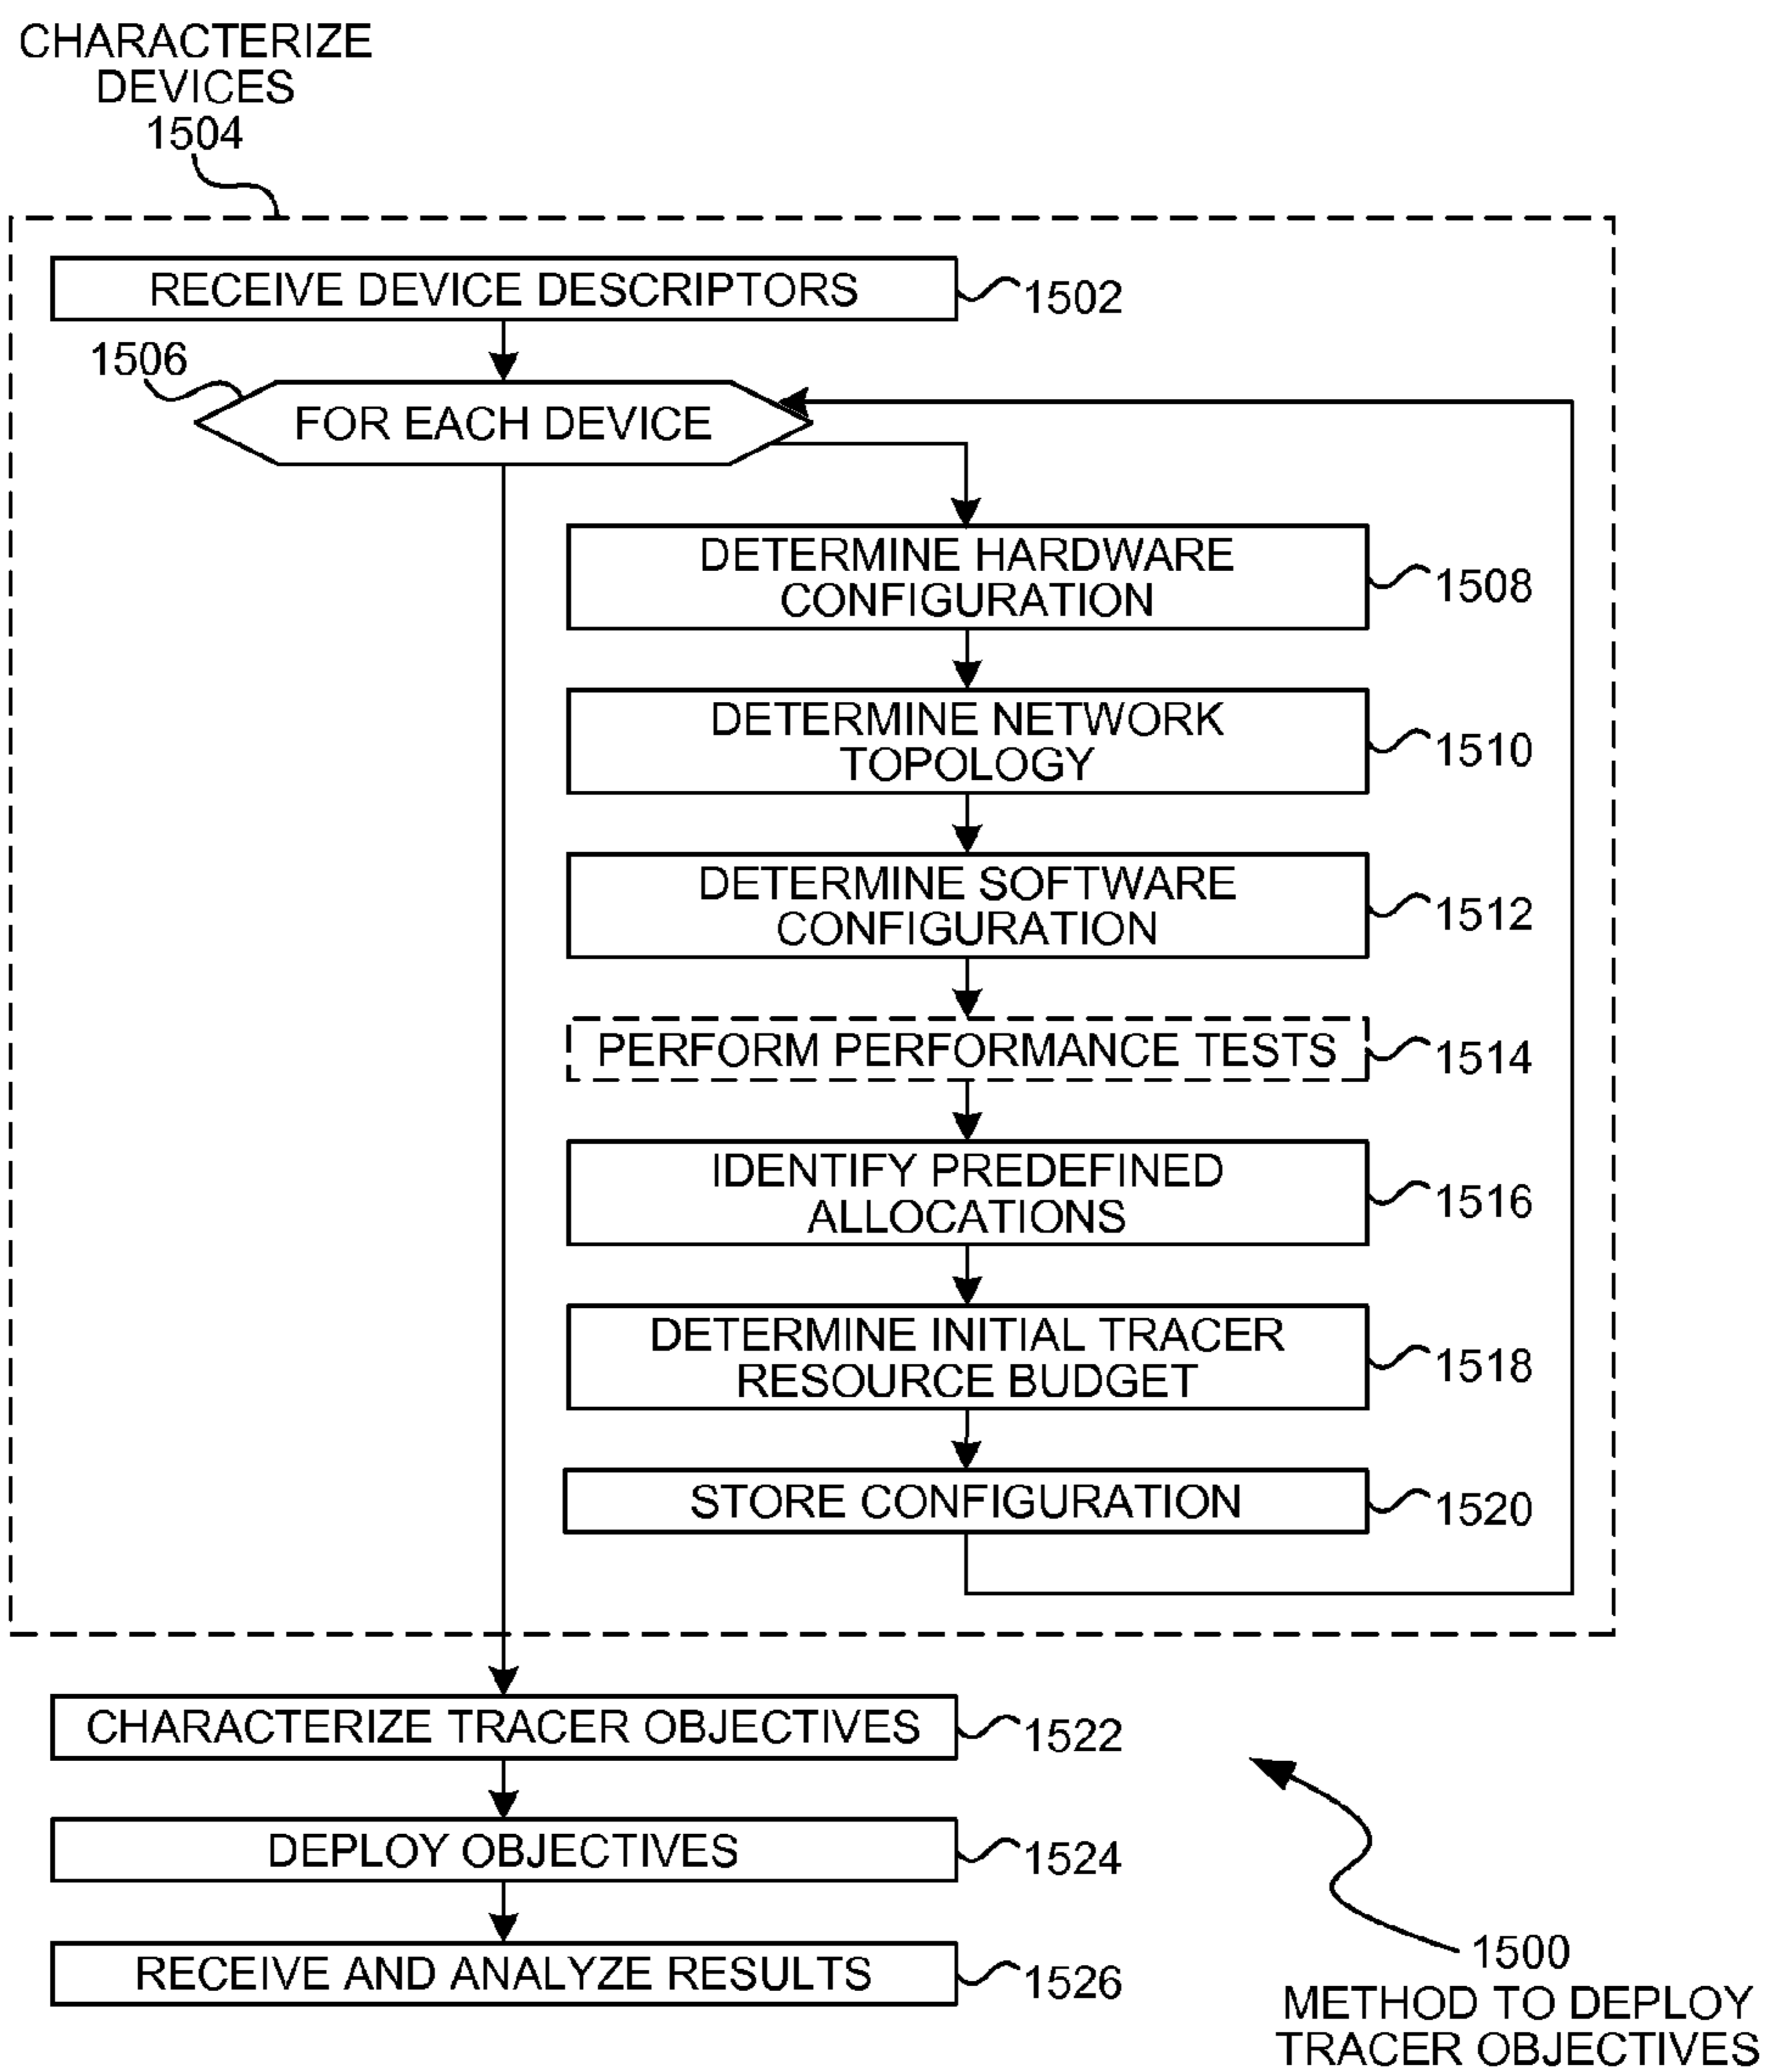 CHARACTERIZE
DEVICES
1504
RECEIVE DEVICE DESCRIPTORS
1502
1506
FOR EACH DEVICE
DETERMINE HARDWARE
CONFIGURATION
1508
DETERMINE NETWORK
TOPOLOGY
1510
DETERMINE SOFTWARE
CONFIGURATION
1512
PERFORM PERFORMANCE TESTS
1514
IDENTIFY PREDEFINED
ALLOCATIONS
1516
DETERMINE INITIAL TRACER
RESOURCE BUDGET
1518
STORE CONFIGURATION
1520
CHARACTERIZE TRACER OBJECTIVES
1522
DEPLOY OBJECTIVES
1524
RECEIVE AND ANALYZE RESULTS
1526
1500
METHOD TO DEPLOY
TRACER OBJECTIVES